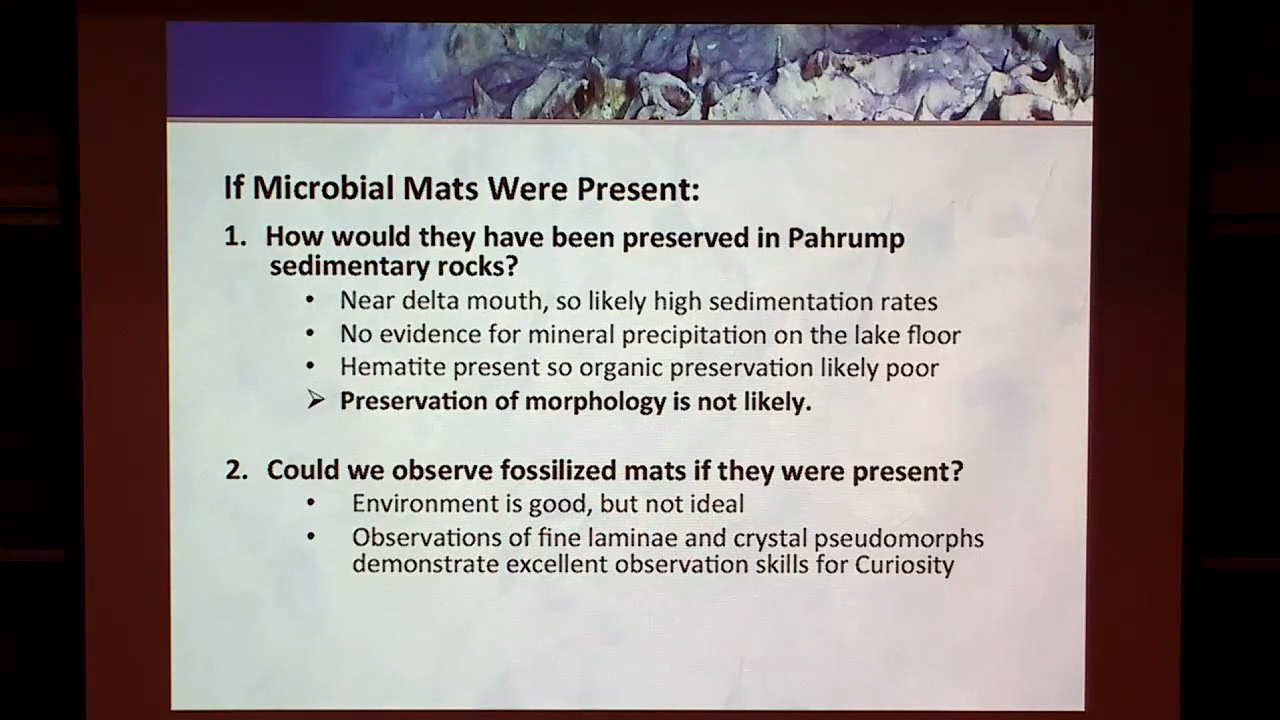 If Microbial Mats Were Present:
1. How would they have been preserved in Pahrump
sedimentary rocks?
• Near delta mouth, so likely high sedimentation rates
• No evidence for mineral precipitation on the lake floor
• Hematite present so organic preservation likely poor
➢ Preservation of morphology is not likely.
2. Could we observe fossilized mats if they were present?
• Environment is good, but not ideal
• Observations of fine laminae and crystal pseudomorphs
demonstrate excellent observation skills for Curiosity